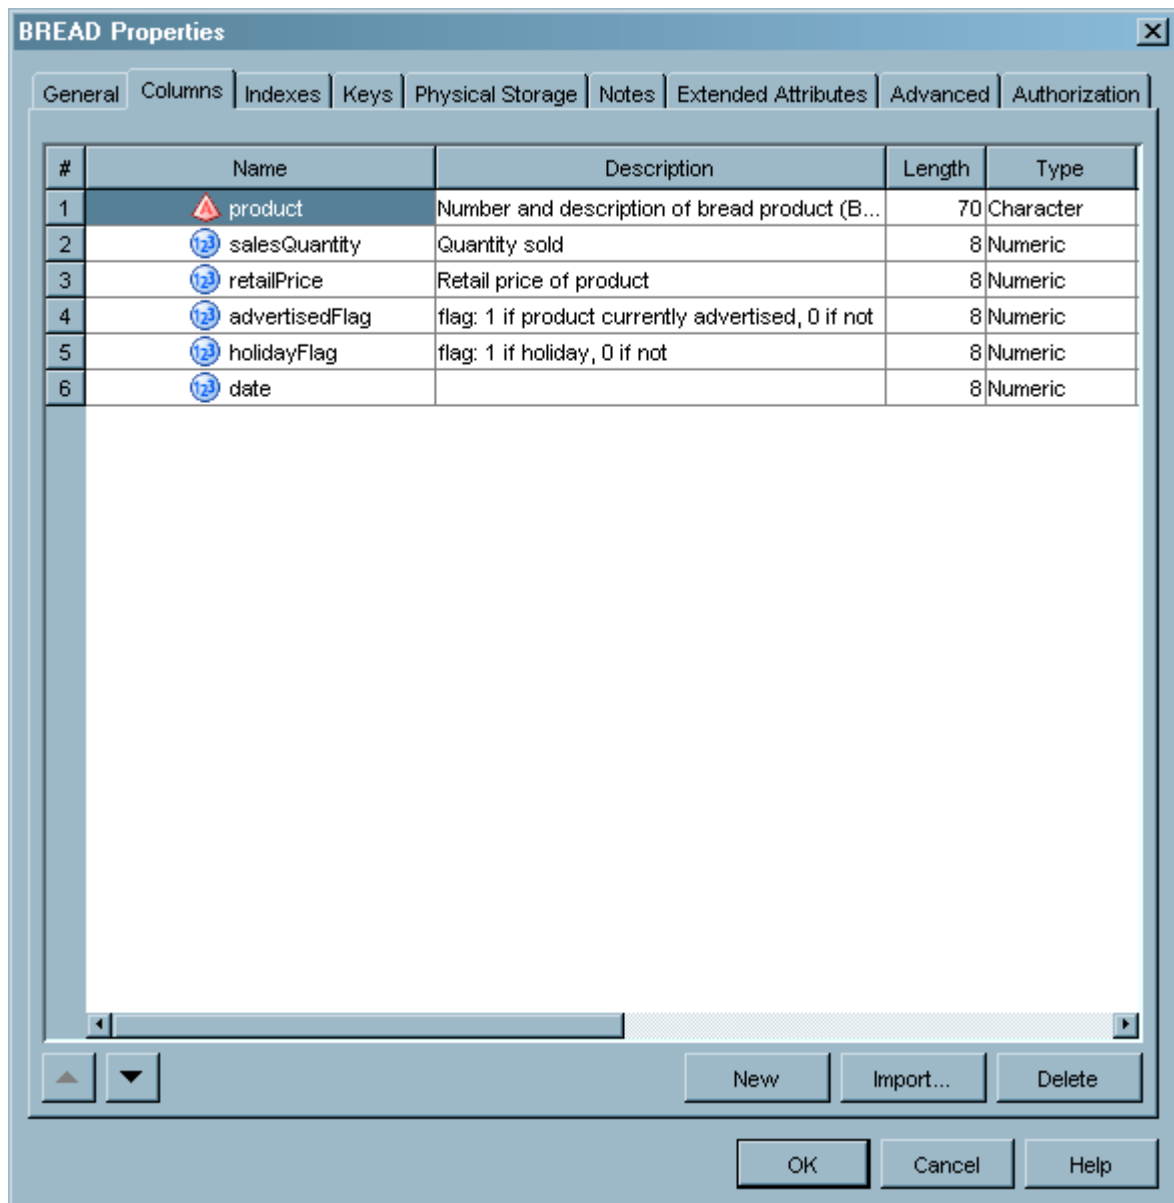 BREAD Properties
General Columns Indexes Keys Physical Storage Notes Extended Attributes Advanced Authorization
# Name Description Length Type
1 product Number and description of bread product (B... 70 Character
2 salesQuantity Quantity sold 8 Numeric
3 retailPrice Retail price of product 8 Numeric
4 advertisedFlag flag: 1 if product currently advertised, 0 if not 8 Numeric
5 holidayFlag flag: 1 if holiday, 0 if not 8 Numeric
6 date 8 Numeric
New Import... Delete
OK Cancel Help